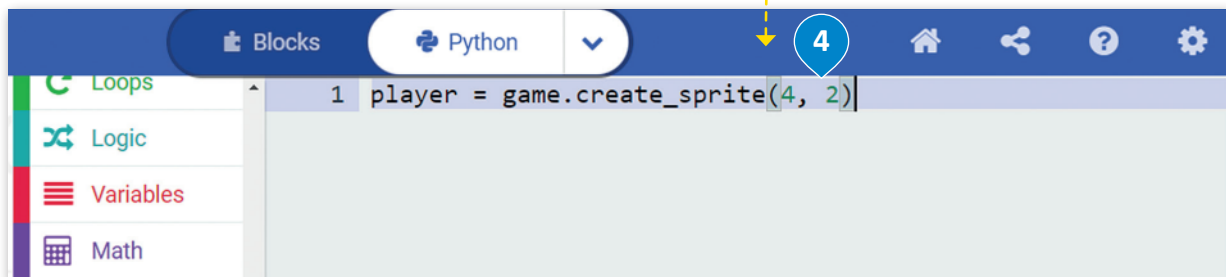 Blocks Python 4
Loops
1 player = game.create_sprite(4, 2)
Logic
Variables
Math